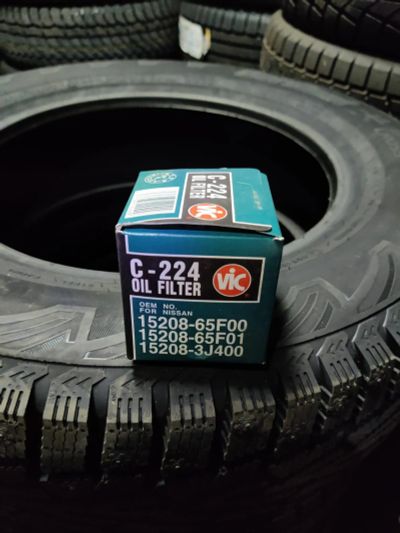 C-224
OIL FILTER
VIC
C-224
OIL FILTER
VIC
OEM NO.
FOR NISSAN
15208-65F00
15208-65F01
15208-3J400